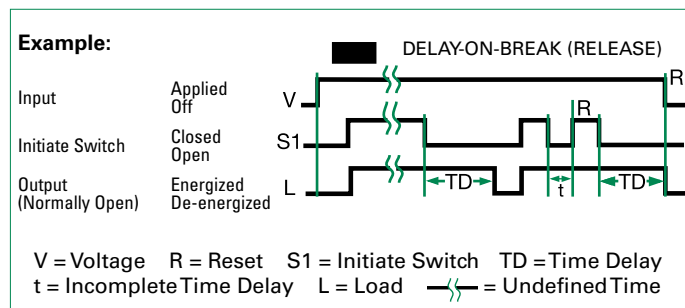 Example:
DELAY-ON-BREAK (RELEASE)
Input
Applied
Off
V
R
Initiate Switch
Closed
Open
S1
R
Output
(Normally Open)
Energized
De-energized
L
TD
t
TD
V = Voltage R = Reset S1 = Initiate Switch TD = Time Delay
t = Incomplete Time Delay L = Load = Undefined Time